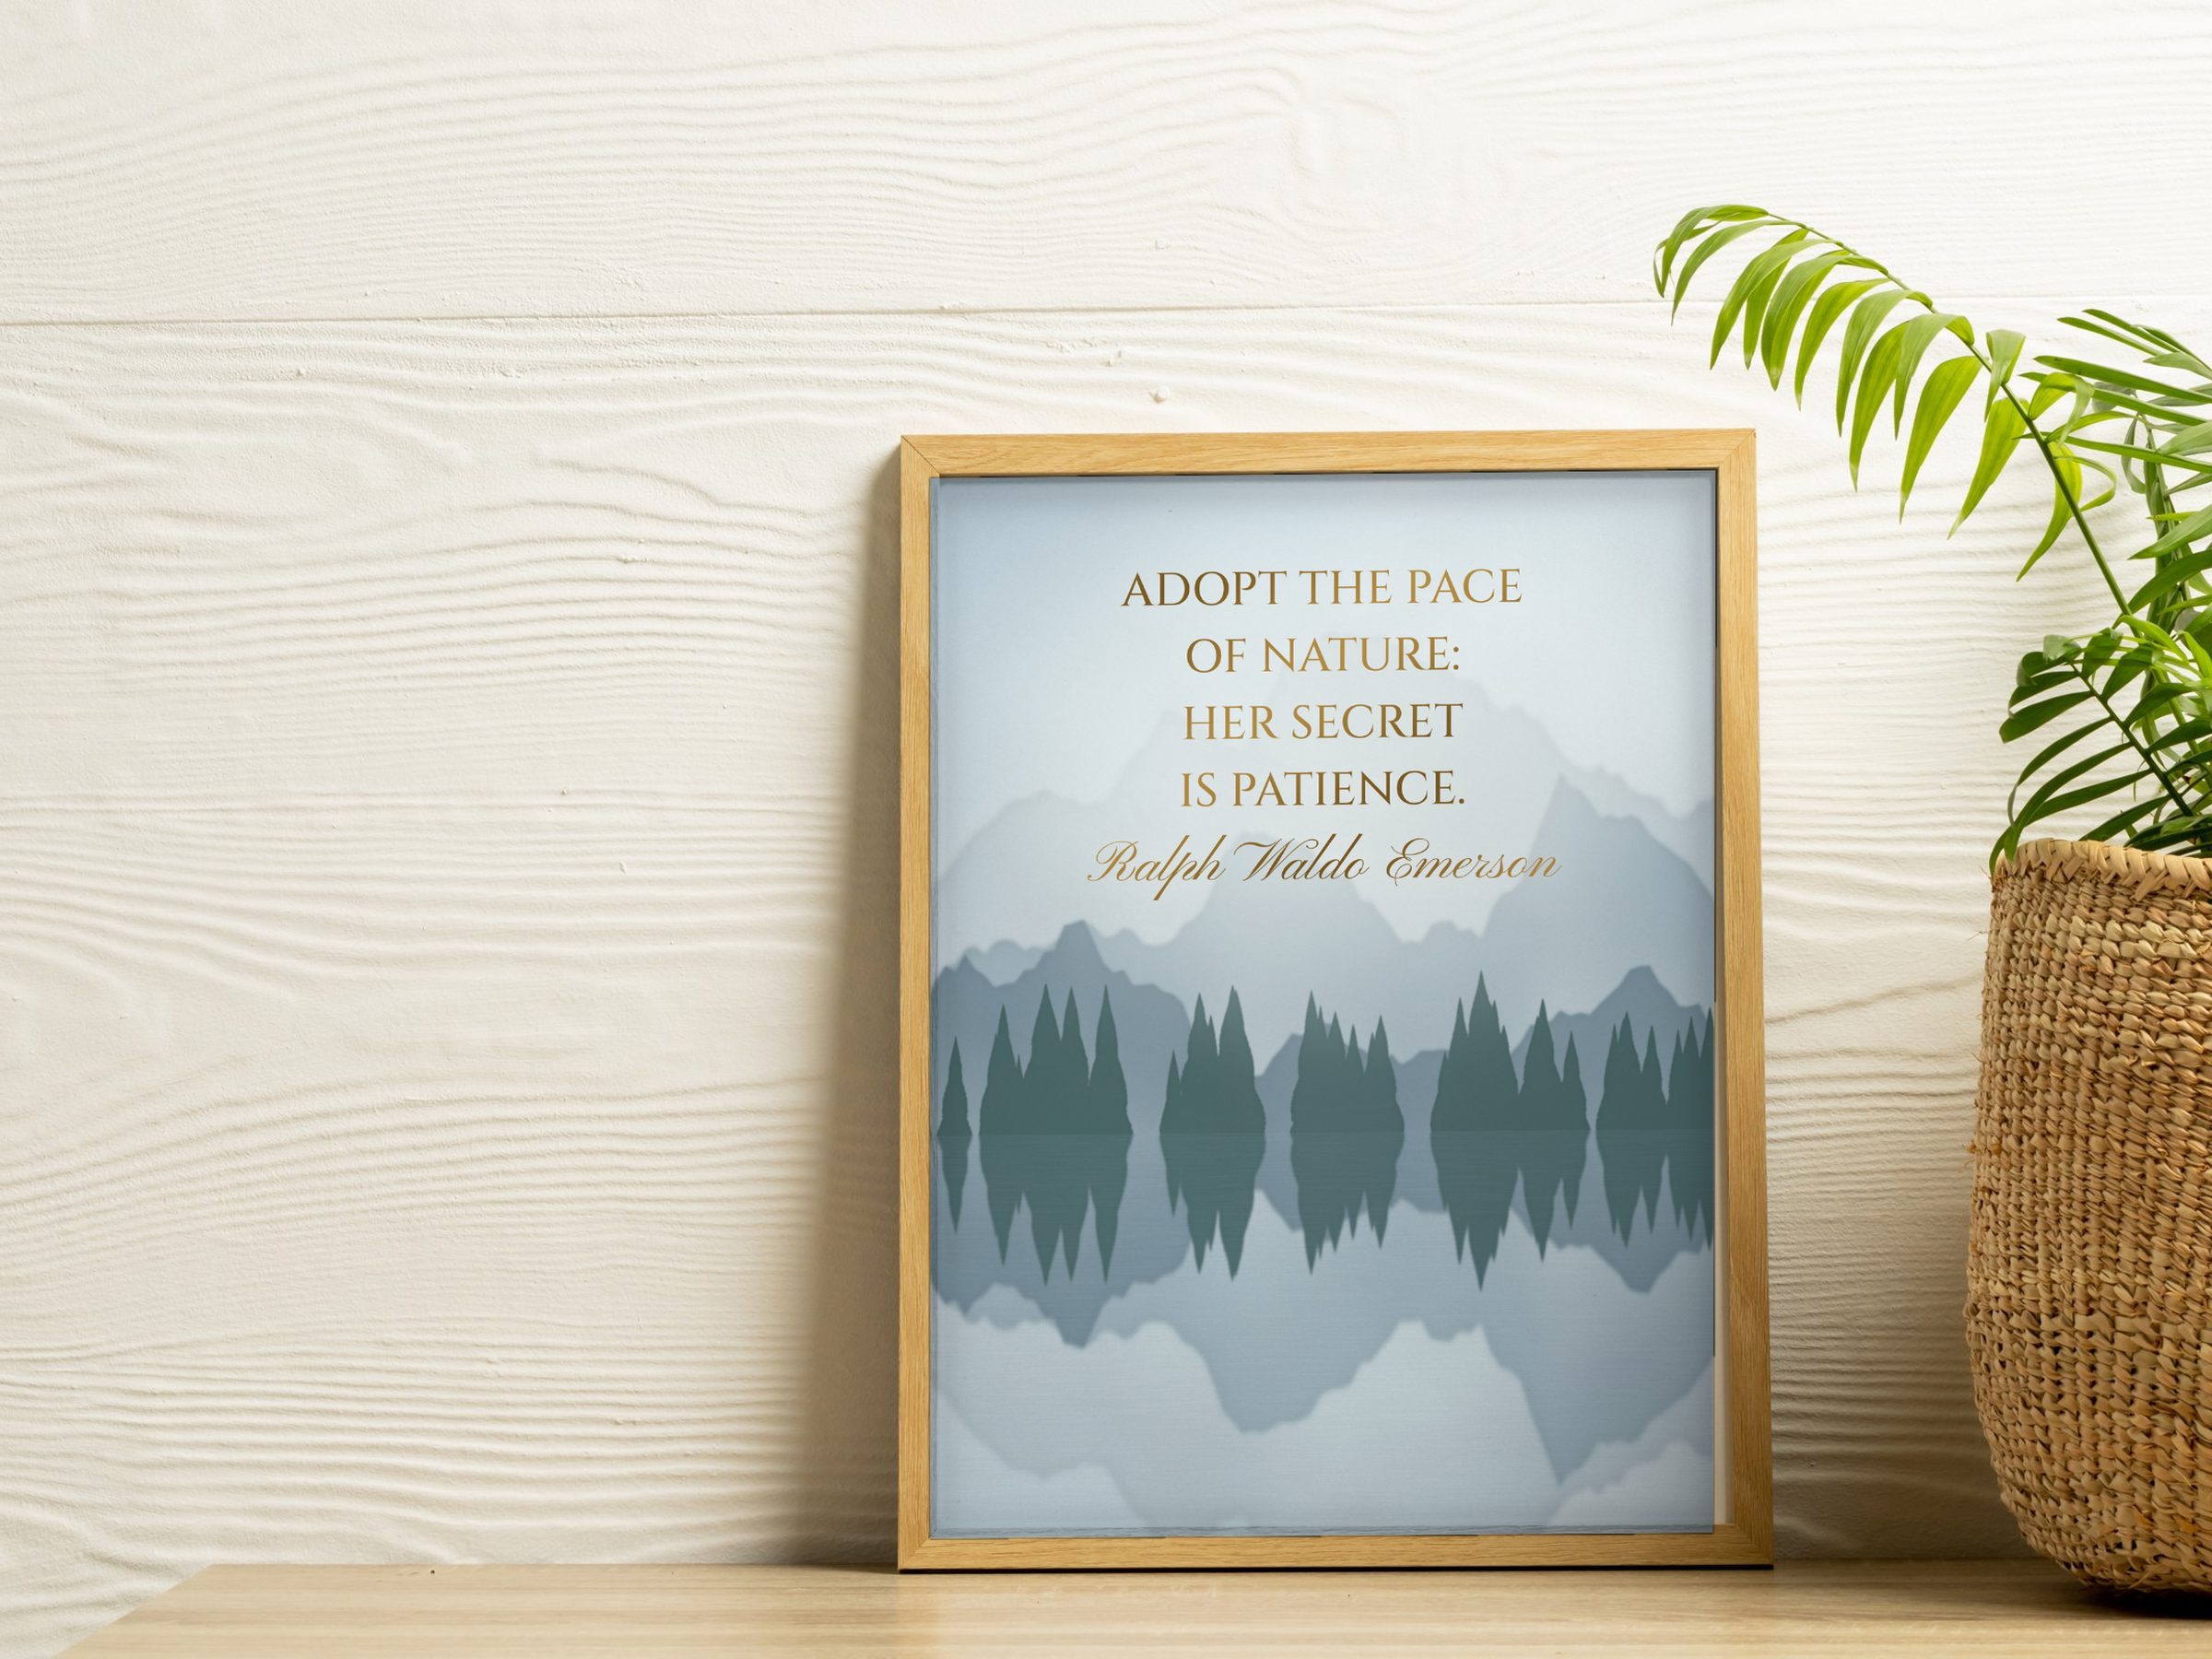 ADOPT THE PACE
OF NATURE:
HER SECRET
IS PATIENCE.
Ralph Waldo Emerson